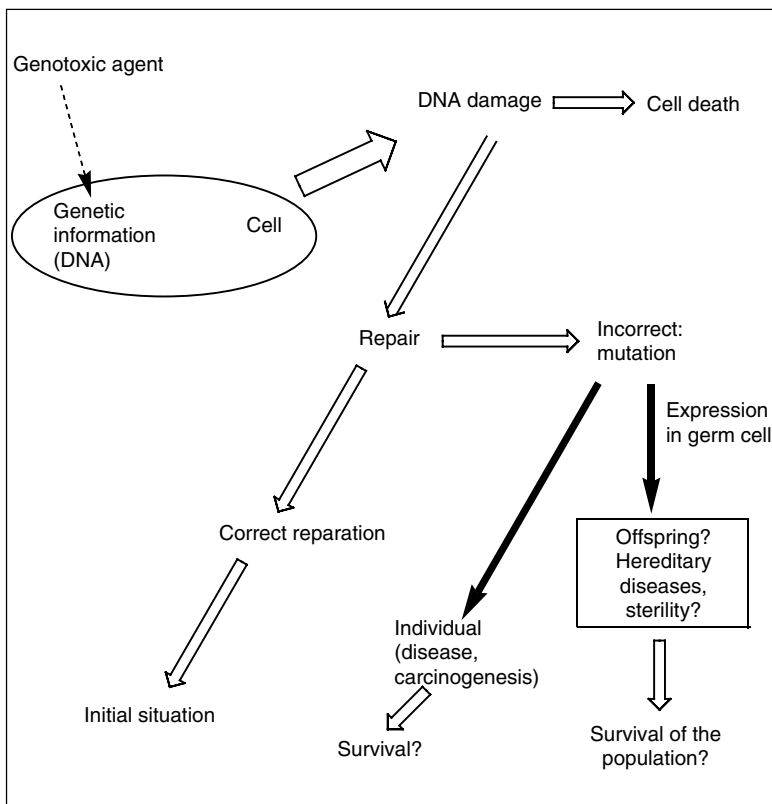 Genotoxic agent
DNA damage
Cell death
Genetic
information
(DNA)
Cell
Repair
Incorrect:
mutation
Expression
in germ cell
Correct reparation
Offspring?
Hereditary
diseases,
sterility?
Individual
(disease,
carcinogenesis)
Initial situation
Survival?
Survival of the
population?